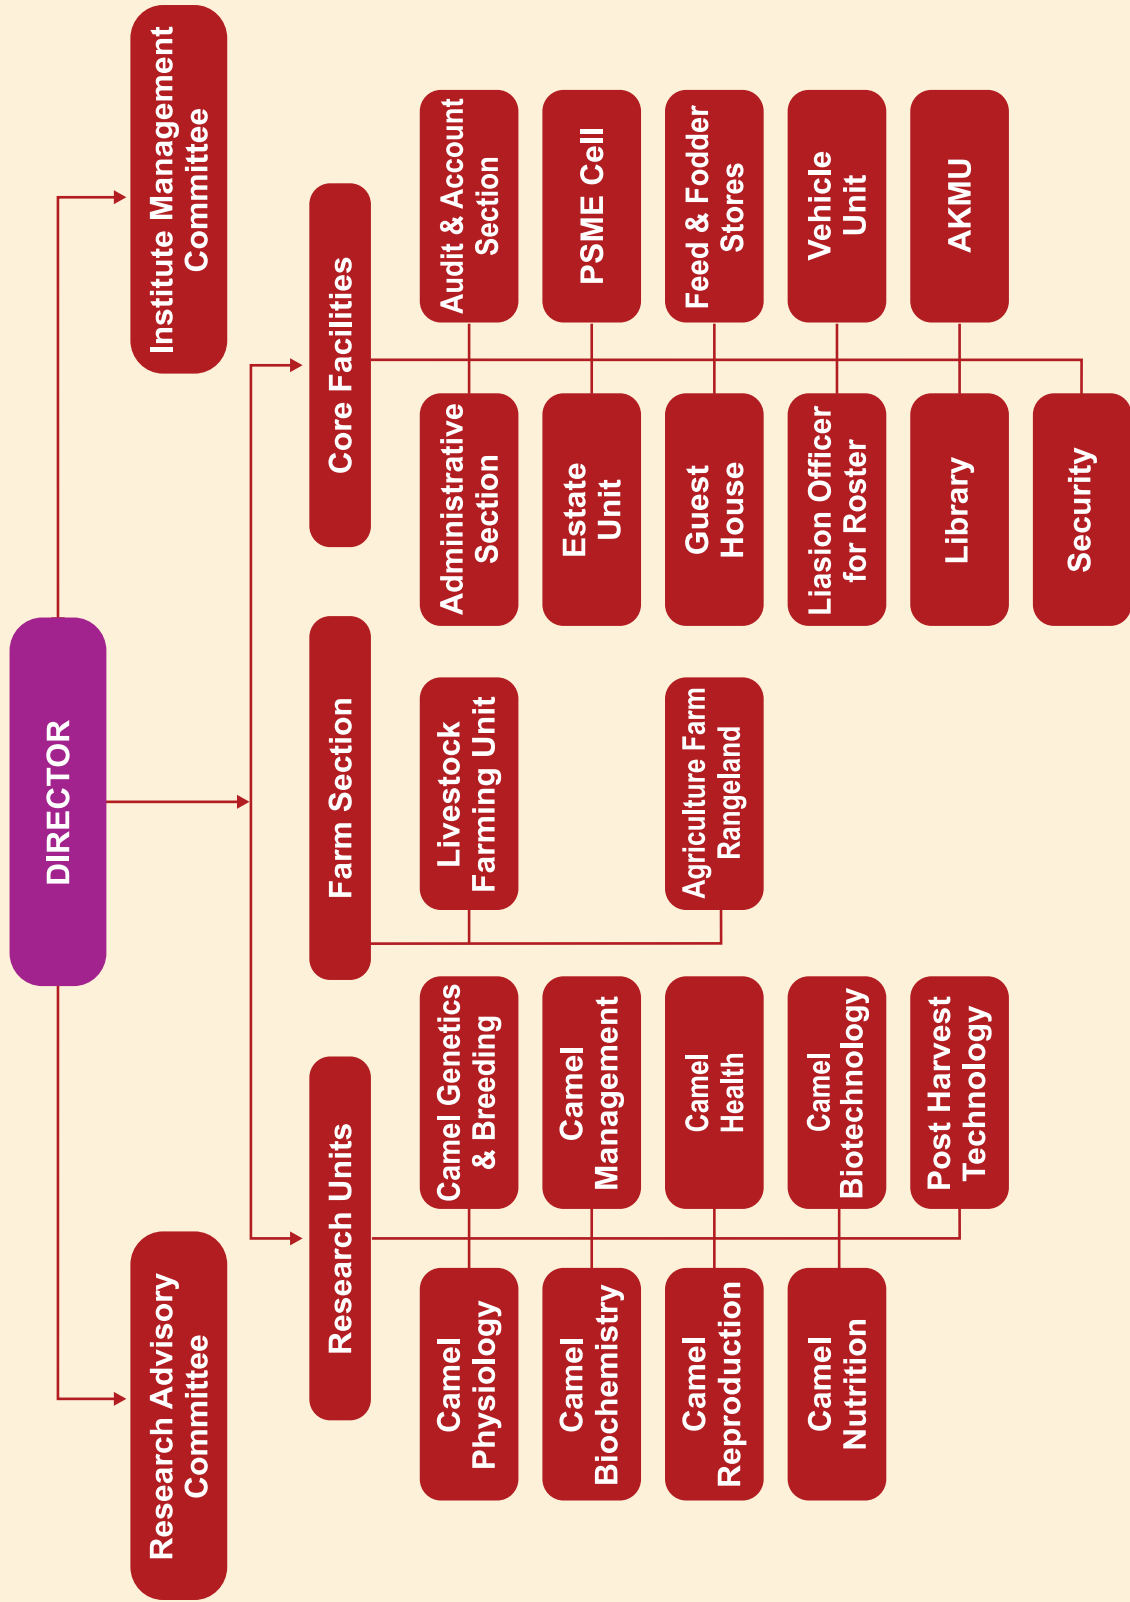 DIRECTOR
Research Advisory
Committee
Institute Management
Committee
Research Units
Farm Section
Core Facilities
Camel
Physiology
Camel Genetics
& Breeding
Livestock
Farming Unit
Administrative
Section
Audit & Account
Section
Camel
Biochemistry
Camel
Management
Estate
Unit
PSME Cell
Camel
Reproduction
Camel
Health
Agriculture Farm
Rangeland
Guest
House
Feed & Fodder
Stores
Camel
Nutrition
Camel
Biotechnology
Liasion Officer
for Roster
Vehicle
Unit
Post Harvest
Technology
Library
AKMU
Security